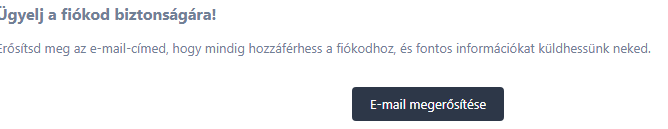 Ügyelj a fiókod biztonságára!
Erősítsd meg az e-mail-címed, hogy mindig hozzáférhess a fiókodhoz, és fontos információkat küldhessünk neked.
E-mail megerősítése